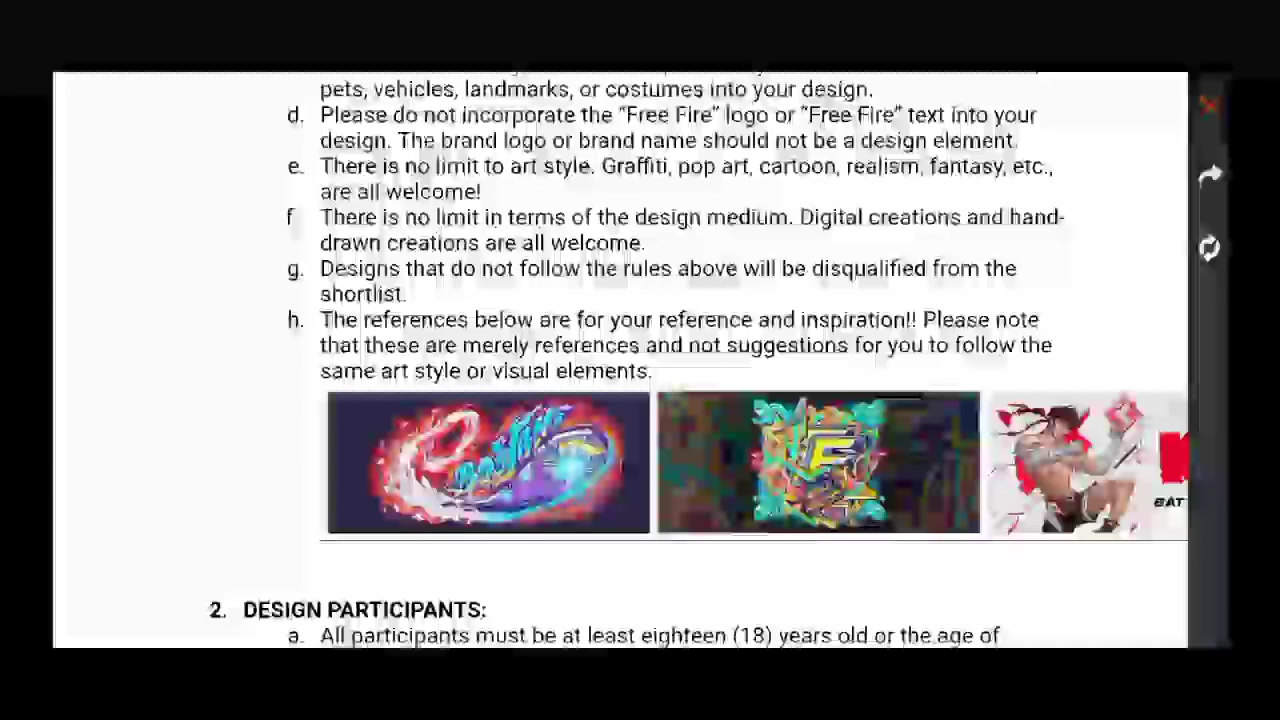 pets, vehicles, landmarks, or costumes into your design.
d. Please do not incorporate the “Free Fire” logo or “Free Fire” text into your
design. The brand logo or brand name should not be a design element.
e. There is no limit to art style. Graffiti, pop art, cartoon, realism, fantasy, etc.,
are all welcome!
f There is no limit in terms of the design medium. Digital creations and hand-
drawn creations are all welcome.
g. Designs that do not follow the rules above will be disqualified from the
shortlist.
h. The references below are for your reference and inspiration!! Please note
that these are merely references and not suggestions for you to follow the
same art style or visual elements.
BAT
2. DESIGN PARTICIPANTS:
a. All participants must be at least eighteen (18) years old or the age of